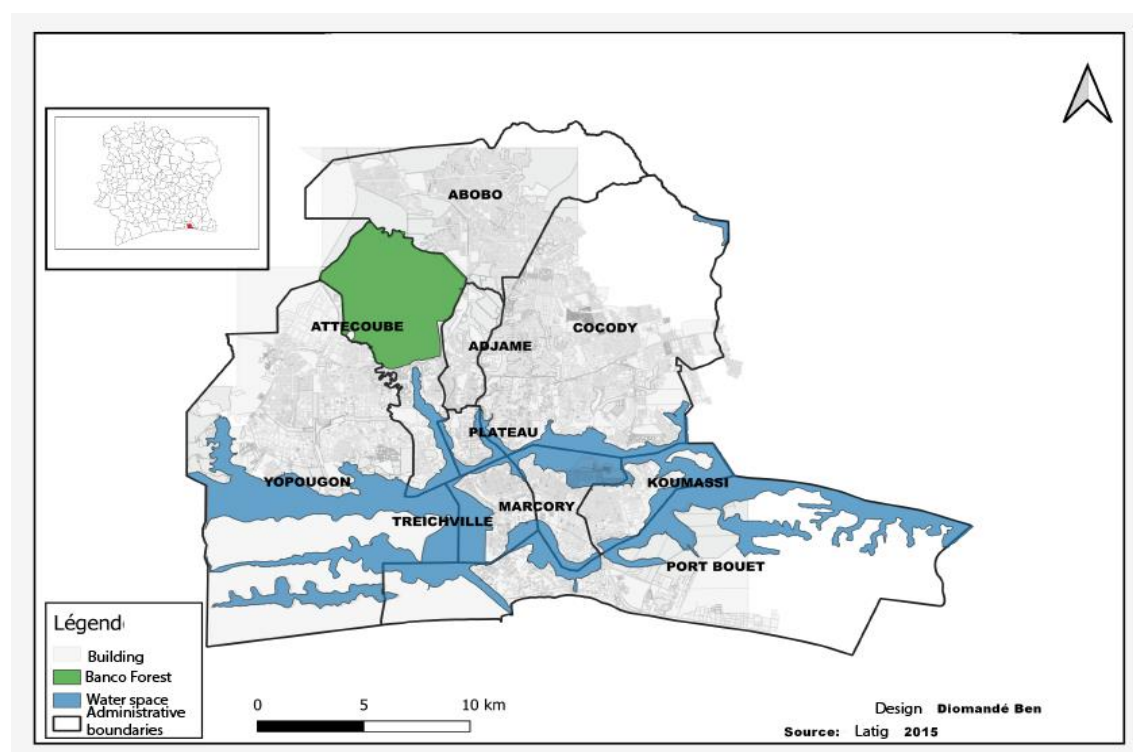 ABOBO
ATTECOUBE
COCODY
ADJAME
PLATEAU
YOPOUGON
KOUMASSI
MARCORY
TREICHVILLE
PORT BOUET
Légend
Building
Banco Forest
Water space
Administrative
boundaries
0 5 10 km
Design Diomandé Ben
Source: Latig 2015